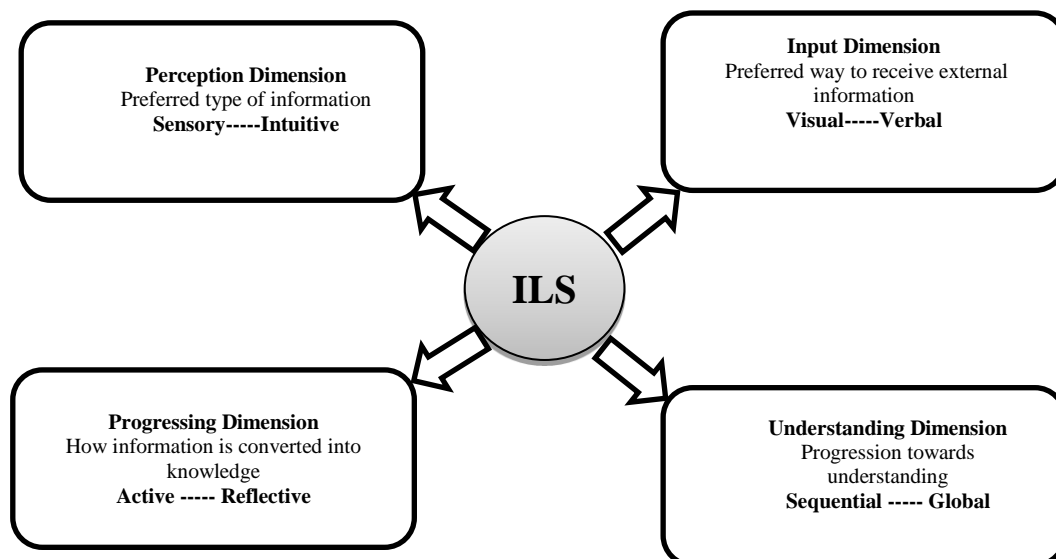 Perception Dimension
Preferred type of information
Sensory-----Intuitive
Input Dimension
Preferred way to receive external
information
Visual-----Verbal
ILS
Progressing Dimension
How information is converted into
knowledge
Active ----- Reflective
Understanding Dimension
Progression towards
understanding
Sequential ----- Global